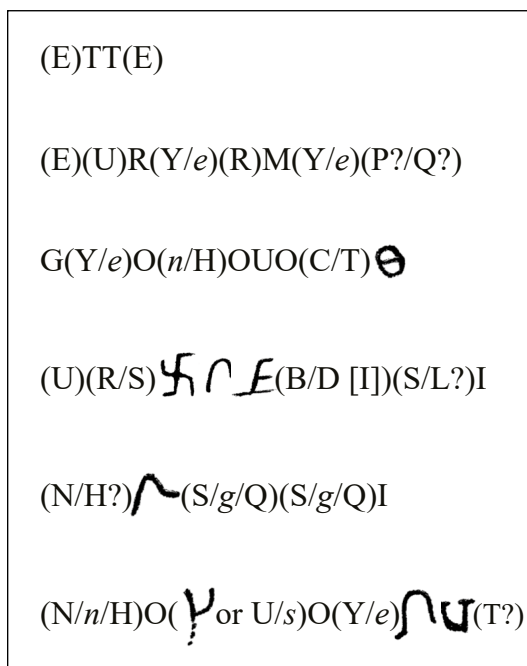 (E)TT(E)
(E)(U)R(Y/e)(R)M(Y/e)(P?/Q?)
G(Y/e)O(n/H)OUO(C/T)
(U)(R/S) (B/D [I])(S/L?)I
(N/H?) (S/g/Q)(S/g/Q)I
(N/n/H)O( or U/s)O(Y/e) (T?)